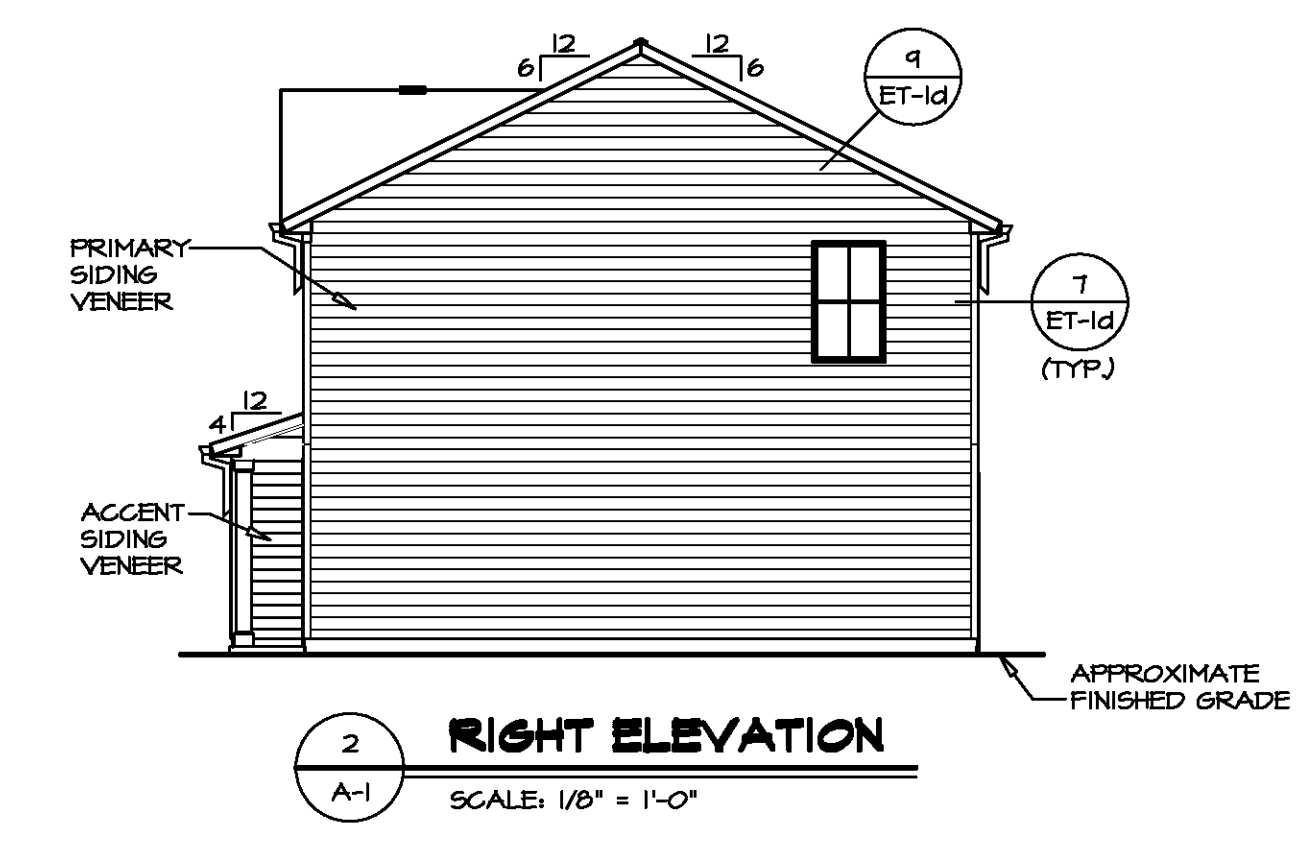 12
6
12
6
9
ET-1d
PRIMARY
SIDING
VENEER
7
ET-1d
(TYP.)
12
4
ACCENT
SIDING
VENEER
APPROXIMATE
FINISHED GRADE
2
A-1
RIGHT ELEVATION
SCALE: 1/8" = 1'-0"